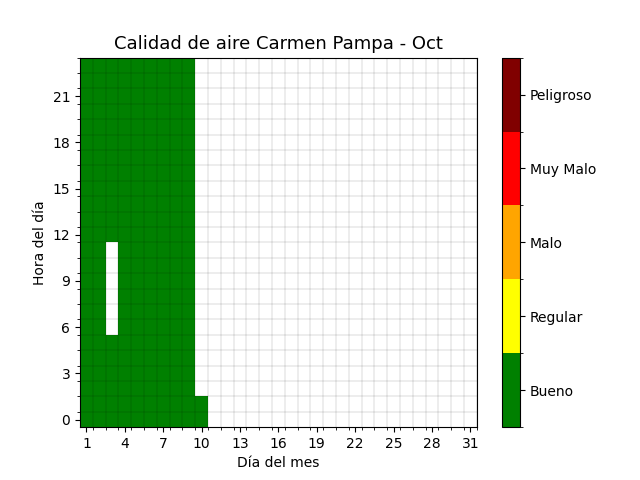 Calidad de aire Carmen Pampa - Oct
Hora del día
21
18
15
12
9
6
3
0
1 4 7 10 13 16 19 22 25 28 31
Día del mes
Peligroso
Muy Malo
Malo
Regular
Bueno